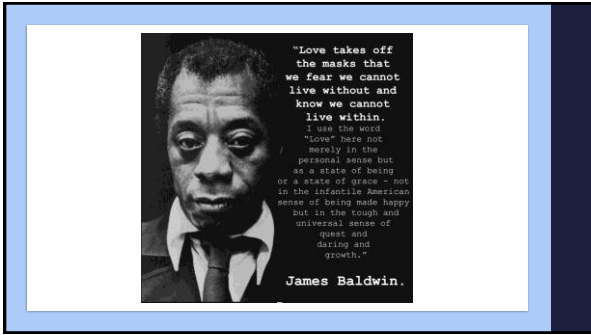 “Love takes off
the masks that
we fear we cannot
live without and
know we cannot
live within.
I use the word
“Love” here not
merely in the
personal sense but
as a state of being
or a state of grace - not
in the infantile American
sense of being made happy
but in the tough and
universal sense of
quest and
daring and
growth.”
James Baldwin.